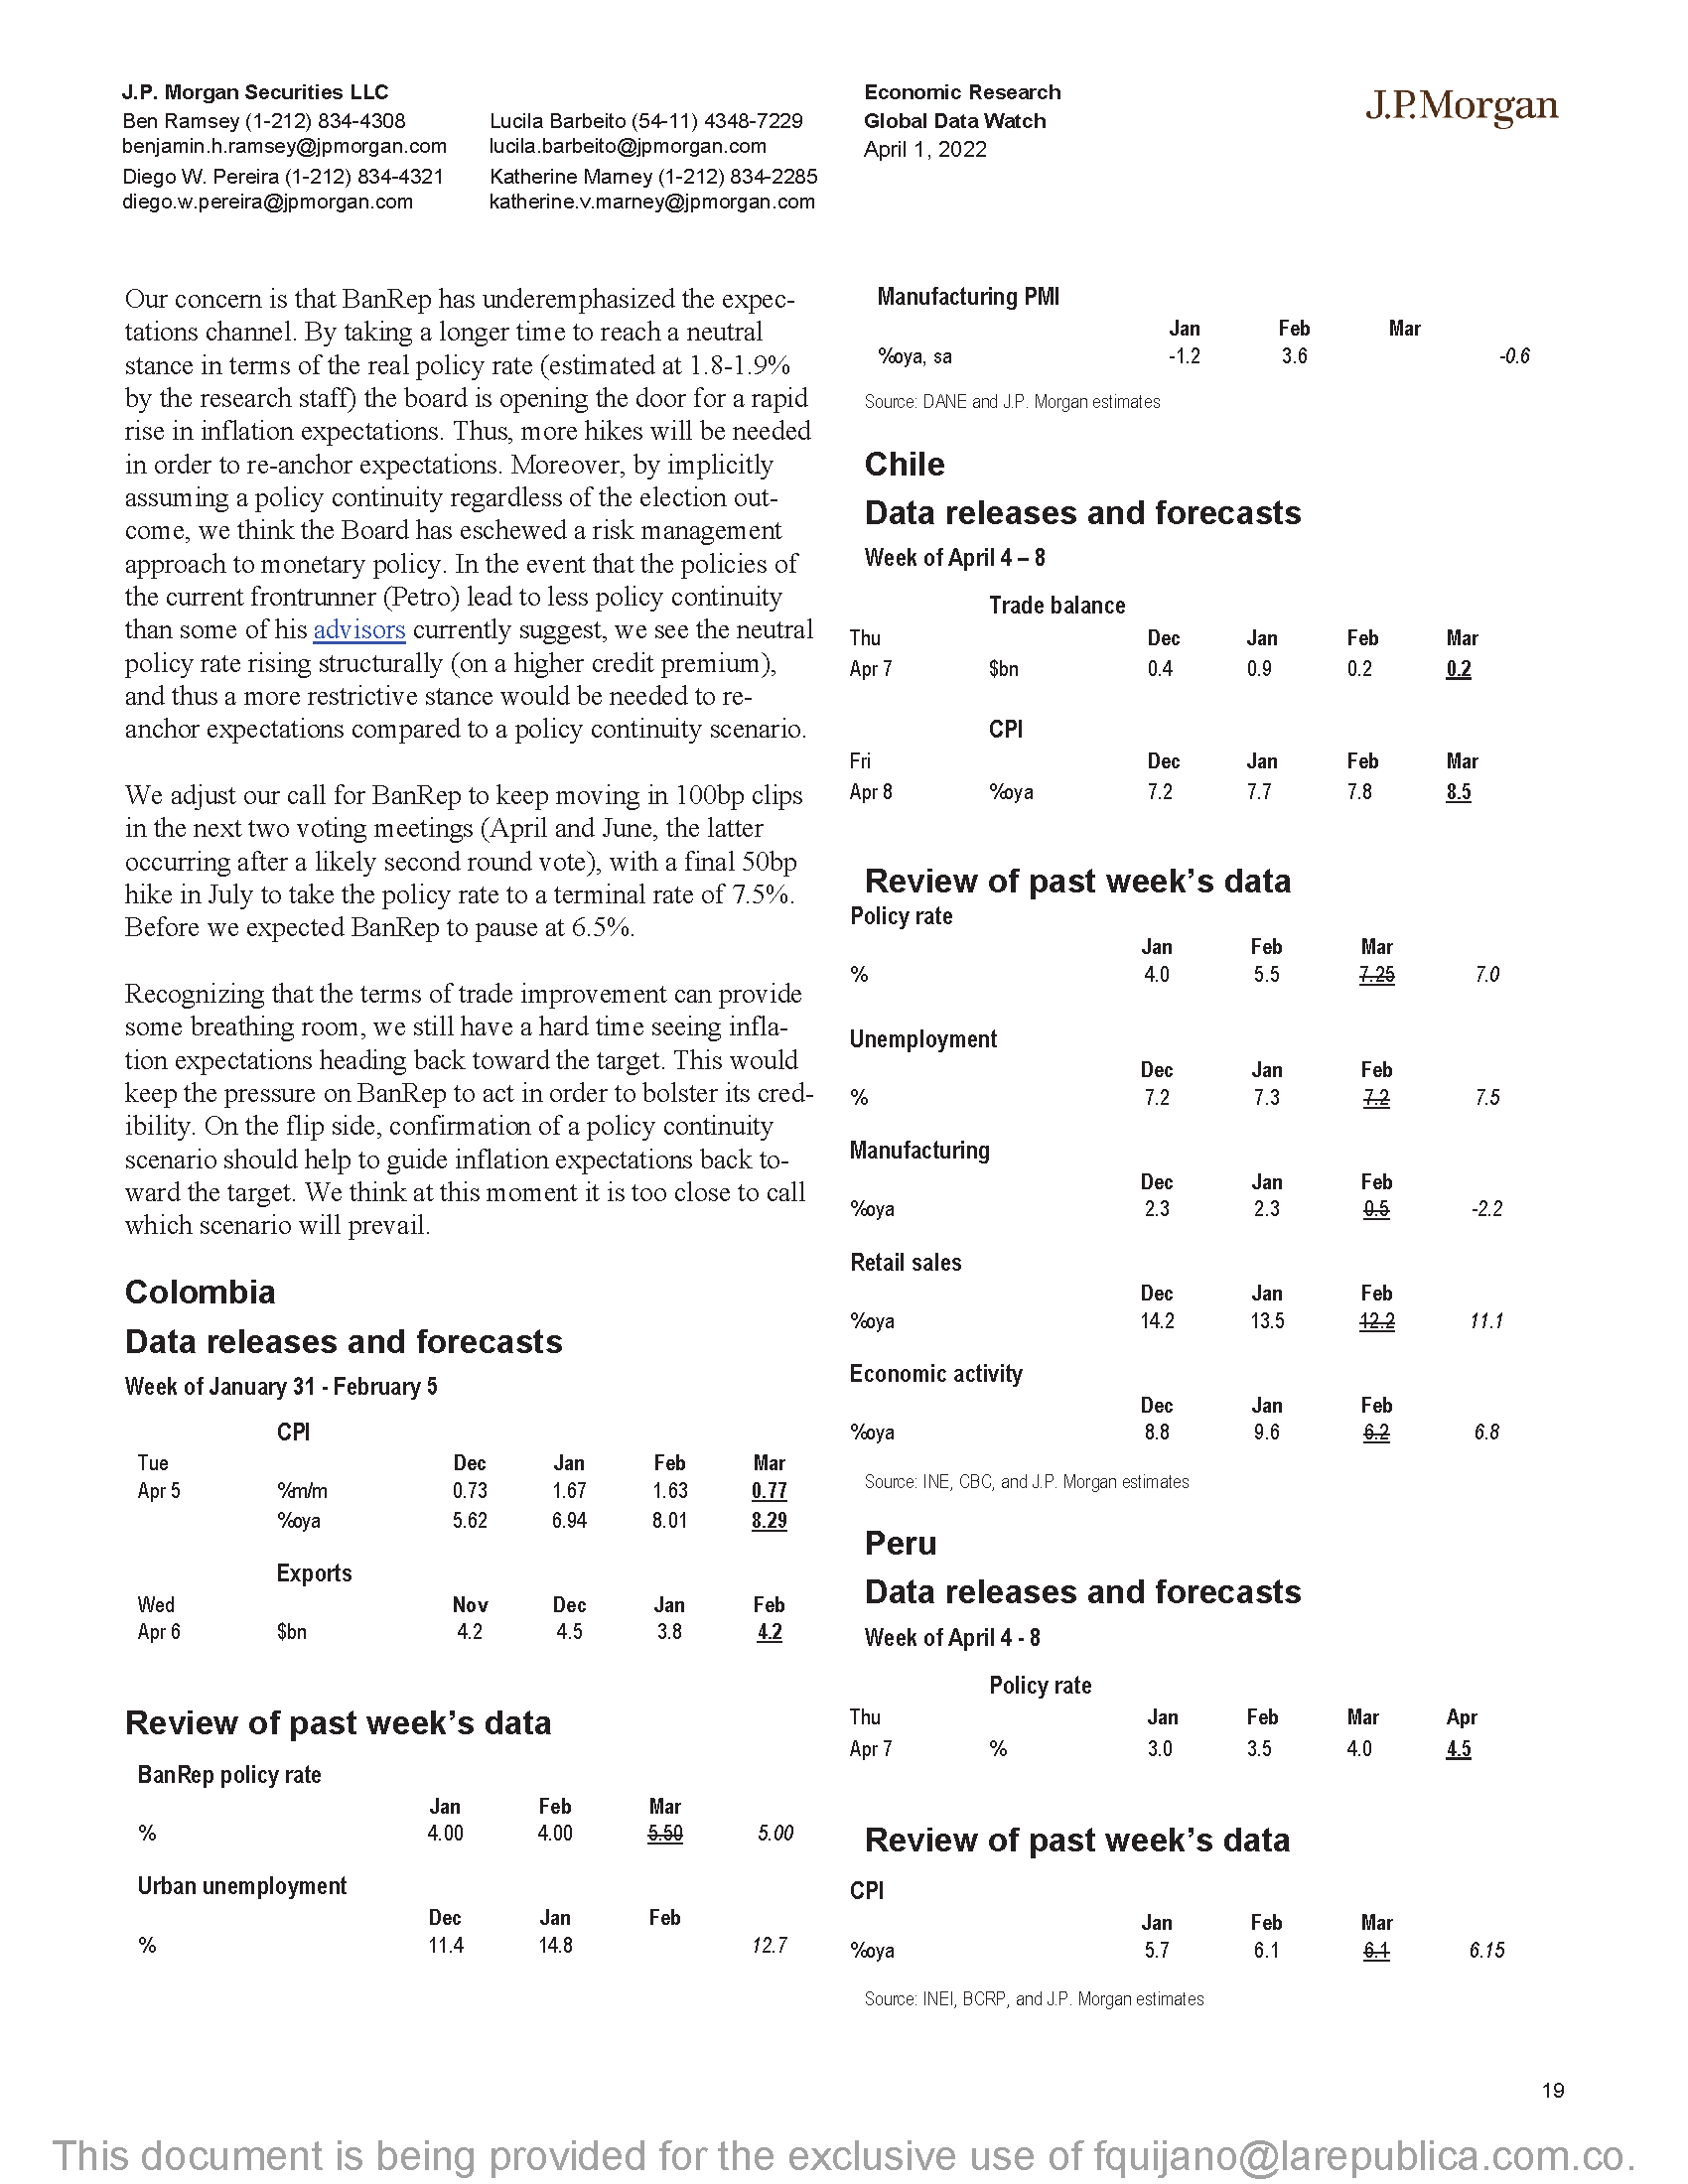 J.P. Morgan Securities LLC
Ben Ramsey (1-212) 834-4308
benjamin.h.ramsey@jpmorgan.com
Diego W. Pereira (1-212) 834-4321
diego.w.pereira@jpmorgan.com
Lucila Barbeito (54-11) 4348-7229
lucila.barbeito@jpmorgan.com
Katherine Marney (1-212) 834-2285
katherine.v.marney@jpmorgan.com
Economic Research
Global Data Watch
April 1, 2022
J.P.Morgan
Our concern is that BanRep has underemphasized the expec-
tations channel. By taking a longer time to reach a neutral
stance in terms of the real policy rate (estimated at 1.8-1.9%
by the research staff) the board is opening the door for a rapid
rise in inflation expectations. Thus, more hikes will be needed
in order to re-anchor expectations. Moreover, by implicitly
assuming a policy continuity regardless of the election out-
come, we think the Board has eschewed a risk management
approach to monetary policy. In the event that the policies of
the current frontrunner (Petro) lead to less policy continuity
than some of his advisors currently suggest, we see the neutral
policy rate rising structurally (on a higher credit premium),
and thus a more restrictive stance would be needed to re-
anchor expectations compared to a policy continuity scenario.
We adjust our call for BanRep to keep moving in 100bp clips
in the next two voting meetings (April and June, the latter
occurring after a likely second round vote), with a final 50bp
hike in July to take the policy rate to a terminal rate of 7.5%.
Before we expected BanRep to pause at 6.5%.
Recognizing that the terms of trade improvement can provide
some breathing room, we still have a hard time seeing infla-
tion expectations heading back toward the target. This would
keep the pressure on BanRep to act in order to bolster its cred-
ibility. On the flip side, confirmation of a policy continuity
scenario should help to guide inflation expectations back to-
ward the target. We think at this moment it is too close to call
which scenario will prevail.
Colombia
Data releases and forecasts
Week of January 31 - February 5
CPI
Tue Dec Jan Feb Mar
Apr 5 %m/m 0.73 1.67 1.63 0.77
%oya 5.62 6.94 8.01 8.29
Exports
Wed Nov Dec Jan Feb
Apr 6 $bn 4.2 4.5 3.8 4.2
Review of past week's data
BanRep policy rate
Jan Feb Mar
% 4.00 4.00 5.50 5.00
Urban unemployment
Dec Jan Feb
% 11.4 14.8 12.7
Manufacturing PMI
Jan Feb Mar
%oya, sa -1.2 3.6 -0.6
Source: DANE and J.P. Morgan estimates
Chile
Data releases and forecasts
Week of April 4 – 8
Trade balance
Thu Dec Jan Feb Mar
Apr 7 $bn 0.4 0.9 0.2 0.2
CPI
Fri Dec Jan Feb Mar
Apr 8 %oya 7.2 7.7 7.8 8.5
Review of past week's data
Policy rate
Jan Feb Mar
% 4.0 5.5 7.25 7.0
Unemployment
Dec Jan Feb
% 7.2 7.3 7.2 7.5
Manufacturing
Dec Jan Feb
%oya 2.3 2.3 0.5 -2.2
Retail sales
Dec Jan Feb
%oya 14.2 13.5 12.2 11.1
Economic activity
Dec Jan Feb
%oya 8.8 9.6 6.2 6.8
Source: INE, CBC, and J.P. Morgan estimates
Peru
Data releases and forecasts
Week of April 4 - 8
Policy rate
Thu Jan Feb Mar Apr
Apr 7 % 3.0 3.5 4.0 4.5
Review of past week's data
CPI
Jan Feb Mar
%oya 5.7 6.1 6.1 6.15
Source: INEI, BCRP, and J.P. Morgan estimates
19
This document is being provided for the exclusive use of fquijano@larepublica.com.co.